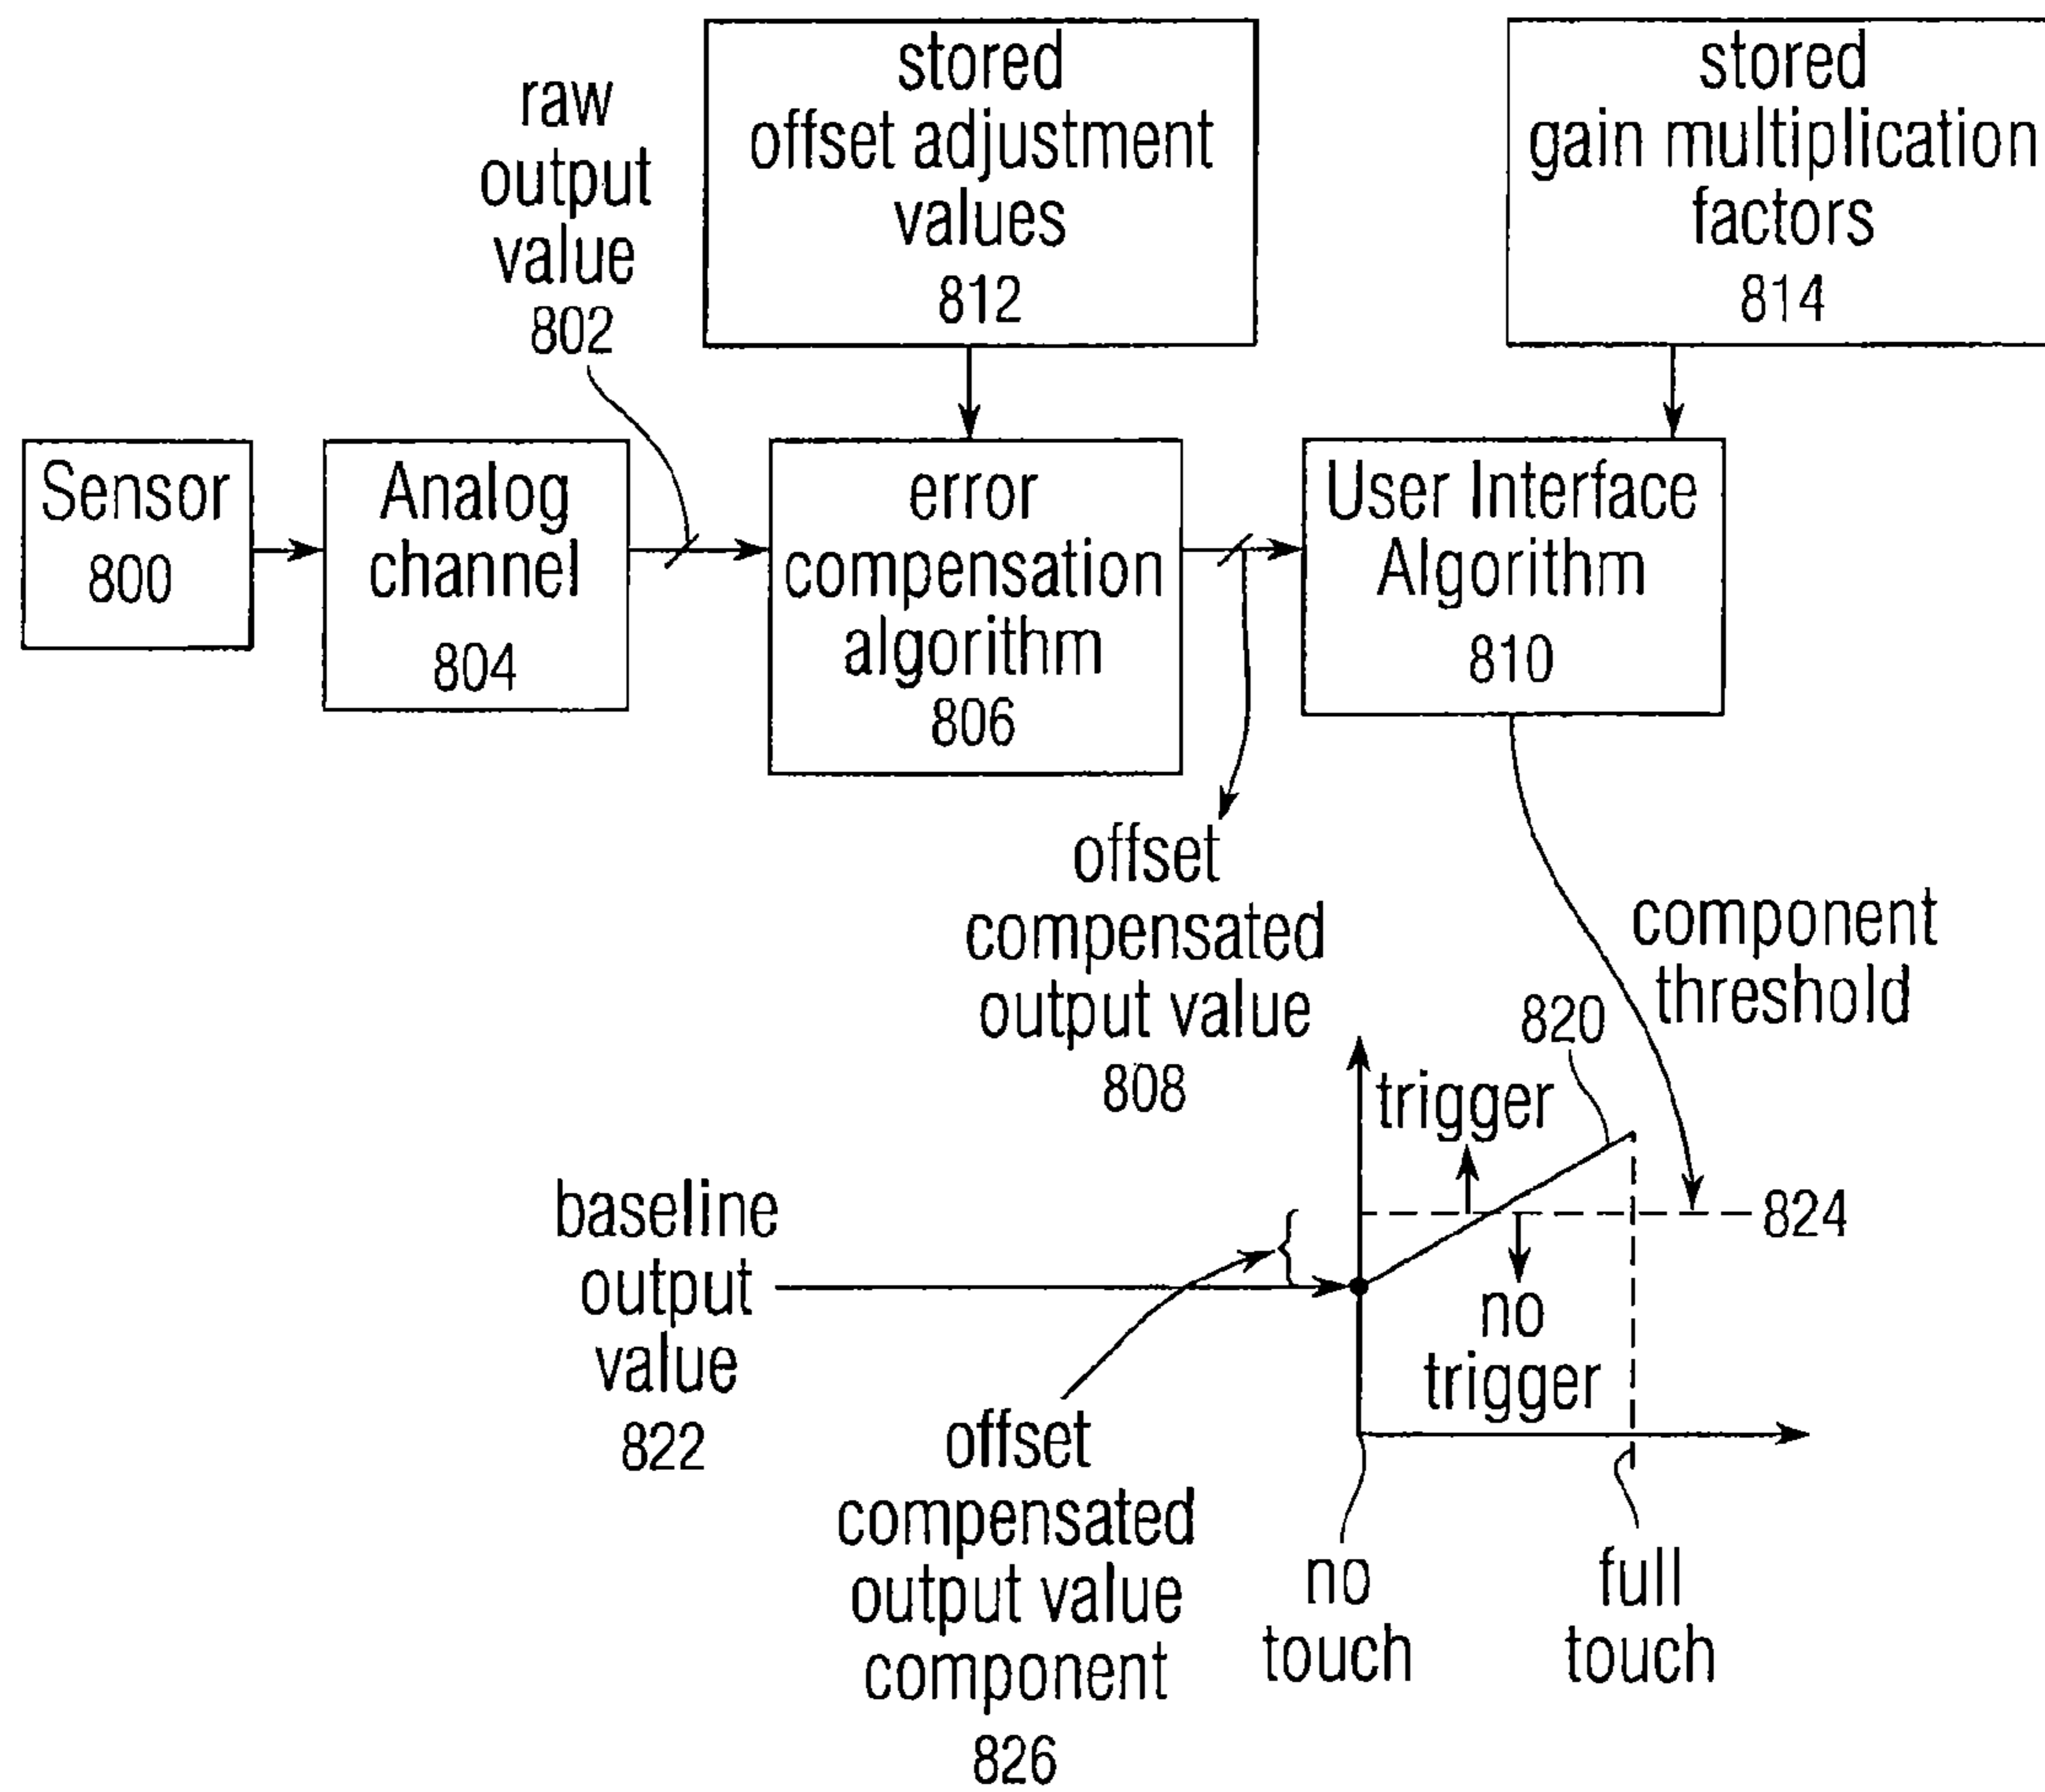 raw
output
value
802
stored
offset adjustment
values
812
stored
gain multiplication
factors
814
Sensor
800
Analog
channel
804
error
compensation
algorithm
806
User Interface
Algorithm
810
offset
compensated
output value
808
component
threshold
820
trigger
824
no
trigger
baseline
output
value
822
offset
compensated
output value
component
826
no
touch
full
touch